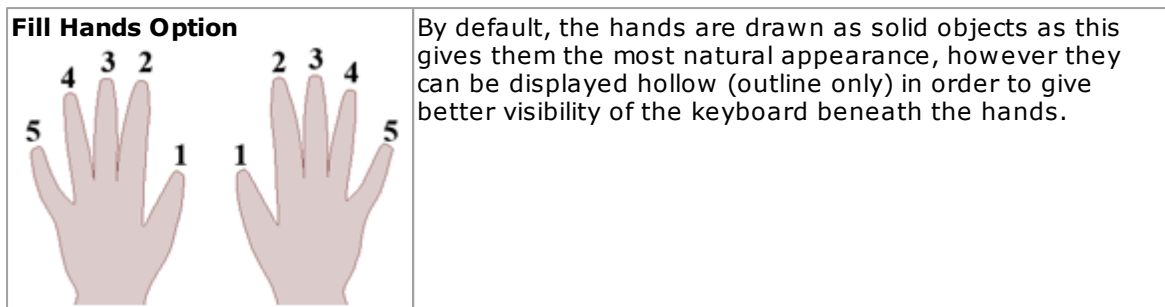 Fill Hands Option
3 2 2 3
4 4
5 5
1 1
By default, the hands are drawn as solid objects as this
gives them the most natural appearance, however they
can be displayed hollow (outline only) in order to give
better visibility of the keyboard beneath the hands.